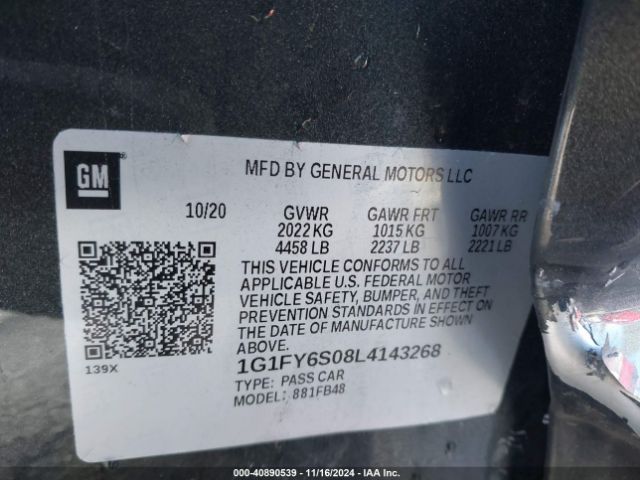 GM
MFD BY GENERAL MOTORS LLC
10/20 GVWR GAWR FRT GAWR RR
2022 KG 1015 KG 1007 KG
4458 LB 2237 LB 2221 LB
THIS VEHICLE CONFORMS TO ALL
APPLICABLE U.S. FEDERAL MOTOR
VEHICLE SAFETY, BUMPER, AND THEFT
PREVENTION STANDARDS IN EFFECT ON
THE DATE OF MANUFACTURE SHOWN
ABOVE.
139X
1G1FY6S08L4143268
TYPE: PASS CAR
MODEL: 881FB48
000-40890539 - 11/16/2024 - IAA Inc.